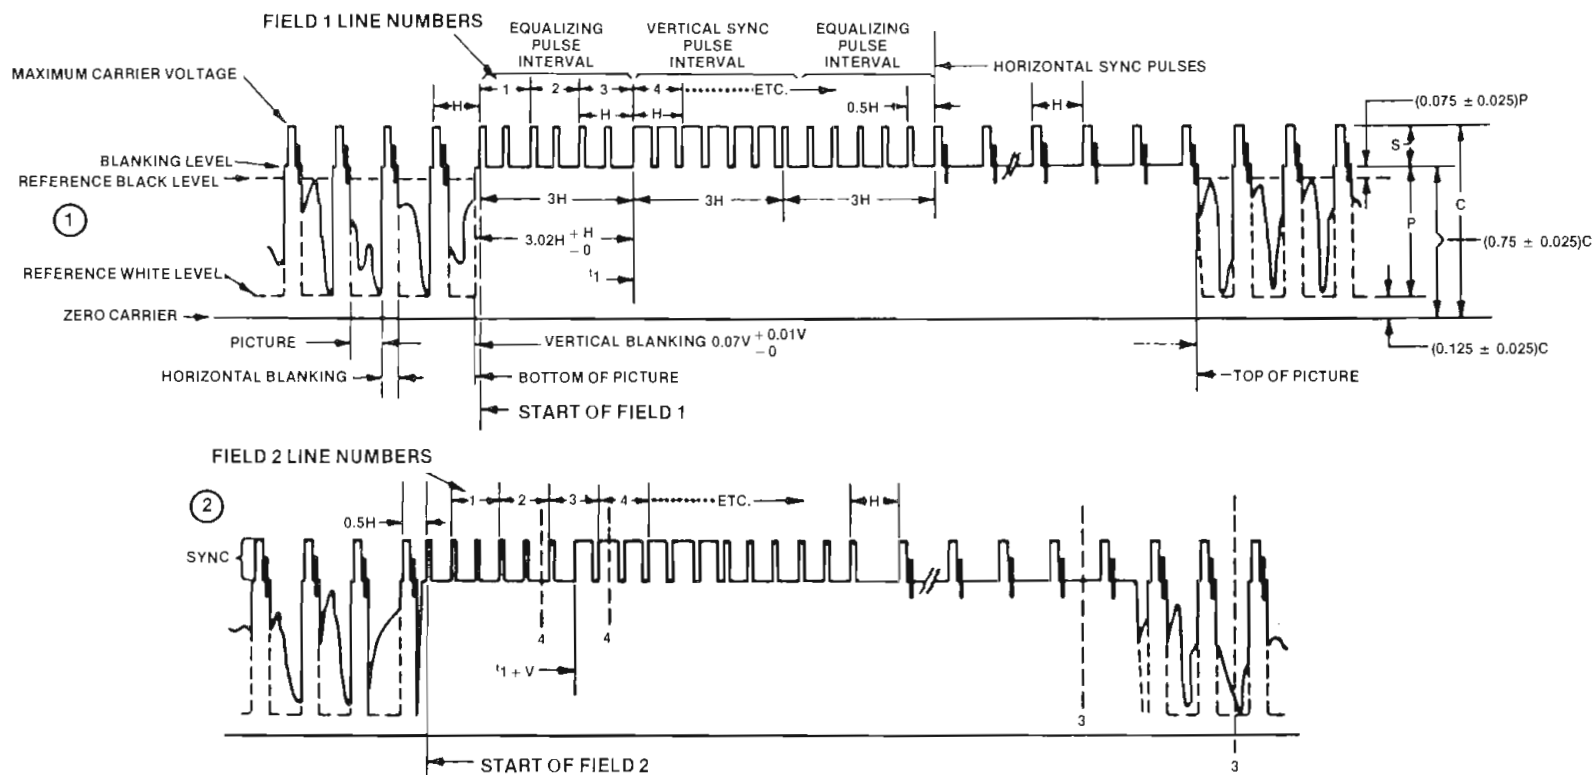 FIELD 1 LINE NUMBERS
EQUALIZING
PULSE
INTERVAL
VERTICAL SYNC
PULSE
INTERVAL
EQUALIZING
PULSE
INTERVAL
MAXIMUM CARRIER VOLTAGE
HORIZONTAL SYNC PULSES
H 1 2 3 4 ETC.
H H 0.5H H
(0.075 ± 0.025)P
S
BLANKING LEVEL
REFERENCE BLACK LEVEL
1
3H 3H 3H
P
C
3.02H + H
– 0
(0.75 ± 0.025)C
REFERENCE WHITE LEVEL
t1
ZERO CARRIER
PICTURE
VERTICAL BLANKING 0.07V + 0.01V
– 0
(0.125 ± 0.025)C
HORIZONTAL BLANKING
BOTTOM OF PICTURE
TOP OF PICTURE
START OF FIELD 1
FIELD 2 LINE NUMBERS
2
1 2 3 4 ETC. H
0.5H
SYNC
4 4
t1 + V
3
START OF FIELD 2
3